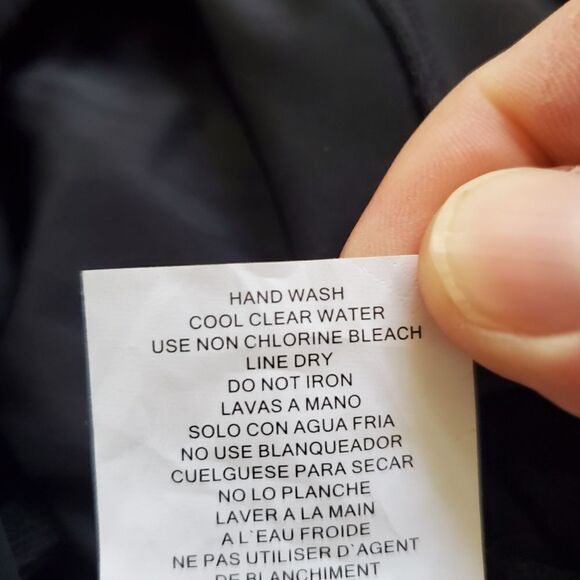 HAND WASH
COOL CLEAR WATER
USE NON CHLORINE BLEACH
LINE DRY
DO NOT IRON
LAVAS A MANO
SOLO CON AGUA FRIA
NO USE BLANQUEADOR
CUELGUESE PARA SECAR
NO LO PLANCHE
LAVER A LA MAIN
A L`EAU FROIDE
NE PAS UTILISER D`AGENT
DE BLANCHIMENT